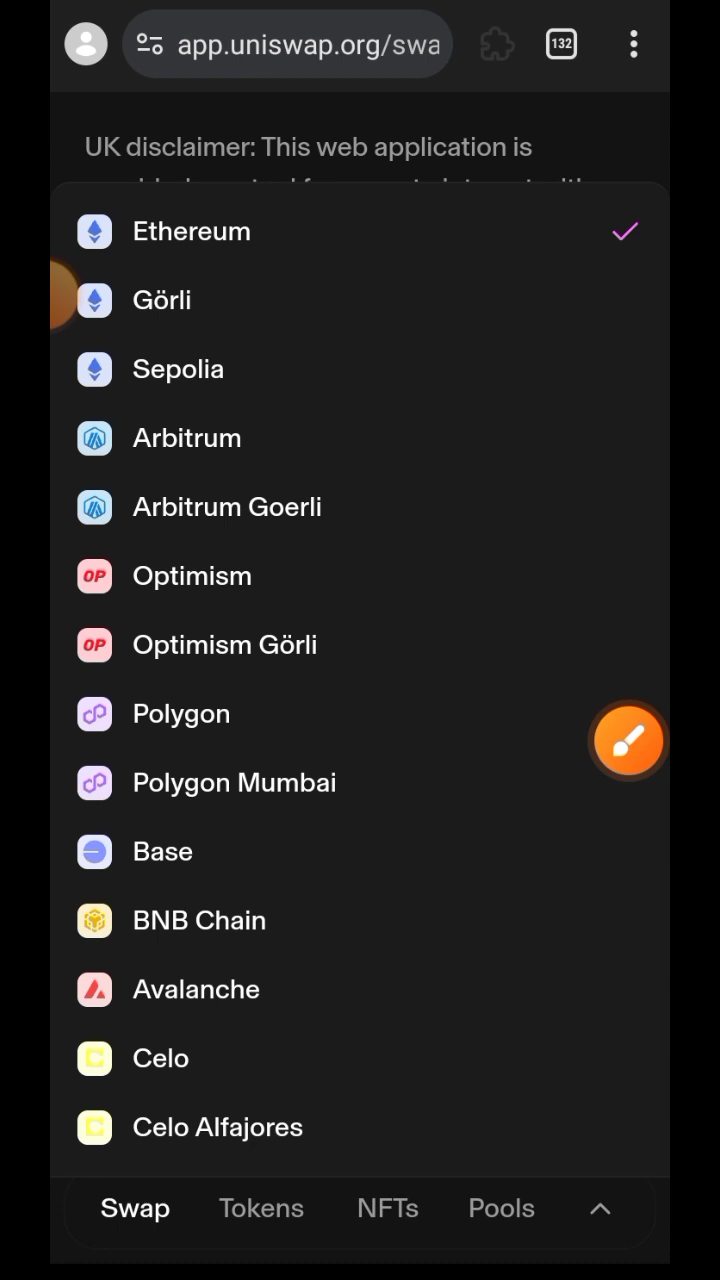 app.uniswap.org/swa
132
UK disclaimer: This web application is
Ethereum
Görli
Sepolia
Arbitrum
Arbitrum Goerli
OP Optimism
OP Optimism Görli
Polygon
Polygon Mumbai
Base
BNB Chain
Avalanche
Celo
Celo Alfajores
Swap Tokens NFTs Pools